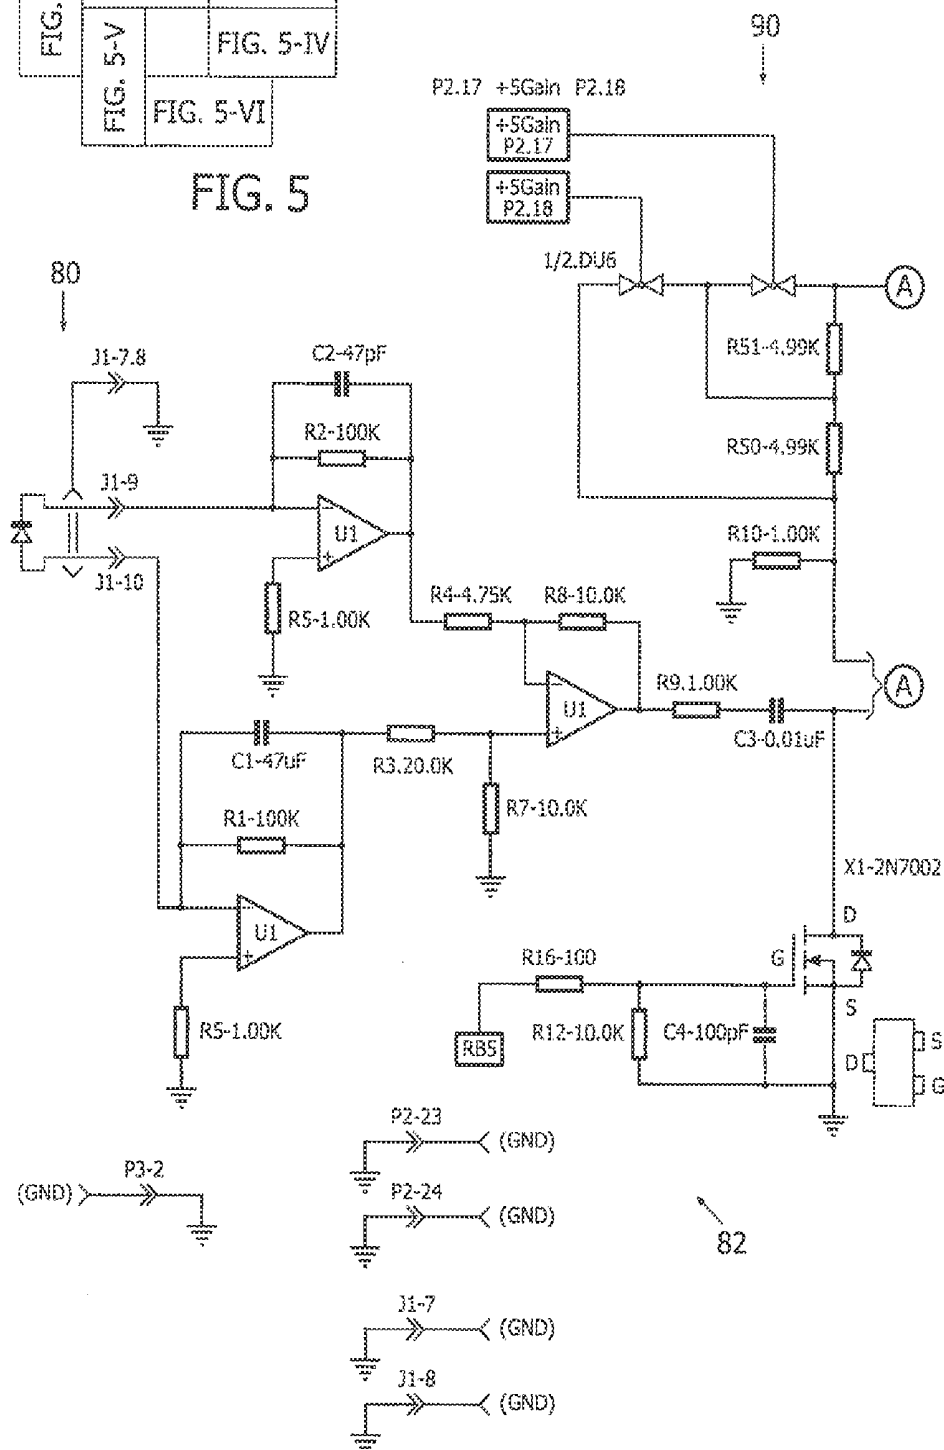 FIG.
FIG. 5-V
FIG. 5-IV
FIG. 5-VI
FIG. 5
90
P2.17 +5Gain P2.18
+5Gain
P2.17
+5Gain
P2.18
1/2.DU6
A
80
J1-7.8
C2-47pF
R51-4.99K
R2-100K
R50-4.99K
J1-9
U1
R10-1.00K
J1-10
R5-1.00K
R4-4.75K
R8-10.0K
A
R9.1.00K
U1
C3-0.01uF
C1-47uF
R3.20.0K
R7-10.0K
R1-100K
X1-2N7002
U1
D
G
R16-100
S
R5-1.00K
RB5
R12-10.0K
C4-100pF
S
D
G
P2-23
(GND)
P3-2
(GND)
P2-24
(GND)
82
J1-7
(GND)
J1-8
(GND)